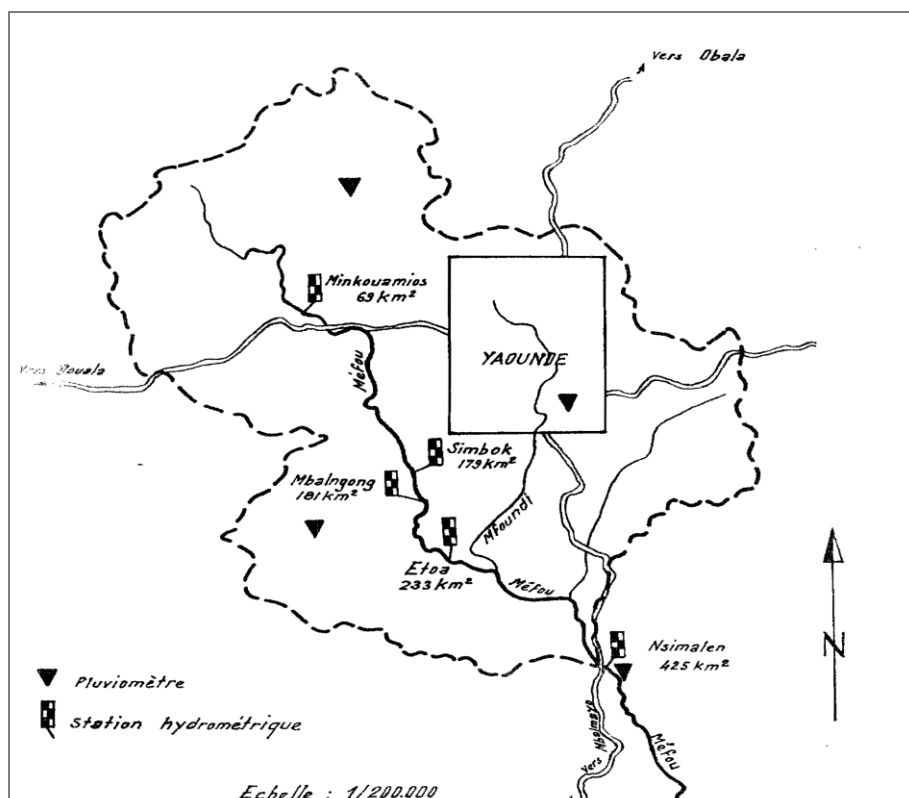 Vers Obala
Minkouamios
69 km²
YAOUNDE
Vers Douala
Méfou
Simbok
179 km²
Mbalngong
181 km²
Mfoundi
Etoa
233 km²
Méfou
Nsimalen
425 km²
N
Pluviomètre
Station hydrométrique
Vers Mbalmayo
Méfou
Echelle : 1/200.000